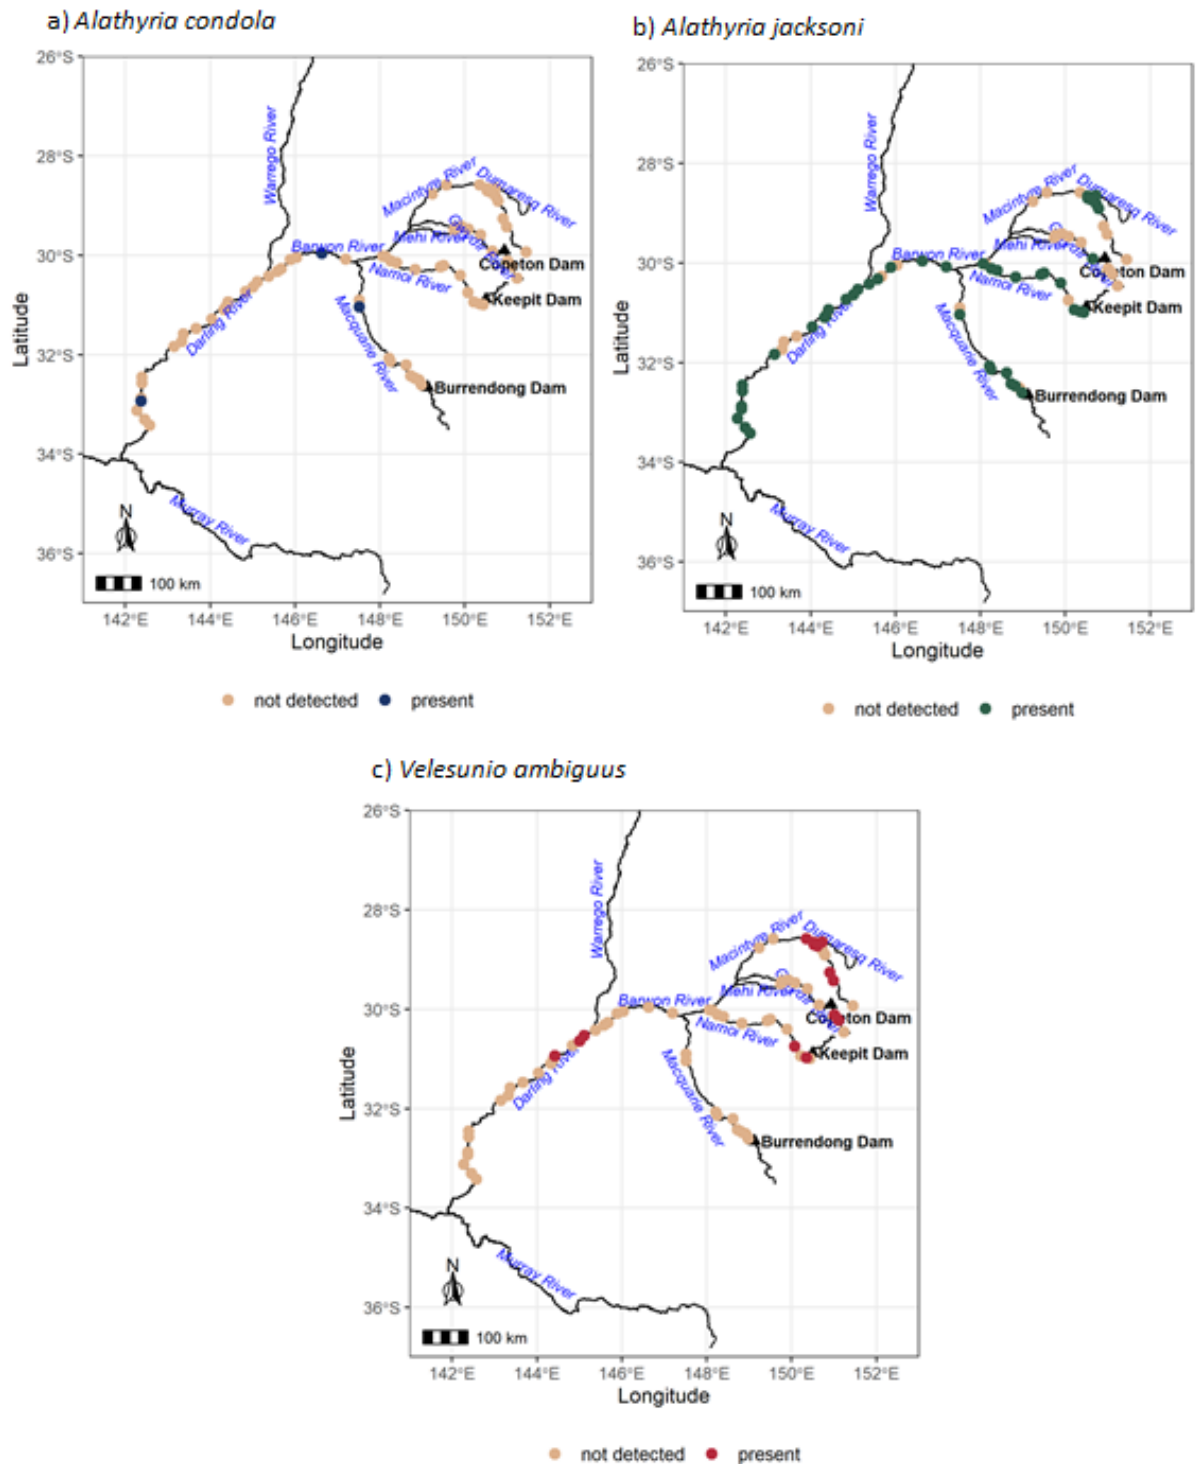 a) Alathyria condola
26°S
28°S
30°S
32°S
34°S
36°S
Latitude
Warrego River
Macintyre River
Dumaresq River
Mehi River
Barwon River
Namoi River
Copeton Dam
Keepit Dam
Darling River
Macquarie River
Burrendong Dam
Murray River
N
100 km
142°E 144°E 146°E 148°E 150°E 152°E
Longitude
not detected present
b) Alathyria jacksoni
26°S
28°S
30°S
32°S
34°S
36°S
Latitude
Warrego River
Macintyre River
Dumaresq River
Mehi River
Barwon River
Namoi River
Copeton Dam
Keepit Dam
Darling River
Macquarie River
Burrendong Dam
Murray River
N
100 km
142°E 144°E 146°E 148°E 150°E 152°E
Longitude
not detected present
c) Velesunio ambiguus
26°S
28°S
30°S
32°S
34°S
36°S
Latitude
Warrego River
Macintyre River
Dumaresq River
Mehi River
Barwon River
Namoi River
Copeton Dam
Keepit Dam
Darling River
Macquarie River
Burrendong Dam
Murray River
N
100 km
142°E 144°E 146°E 148°E 150°E 152°E
Longitude
not detected present